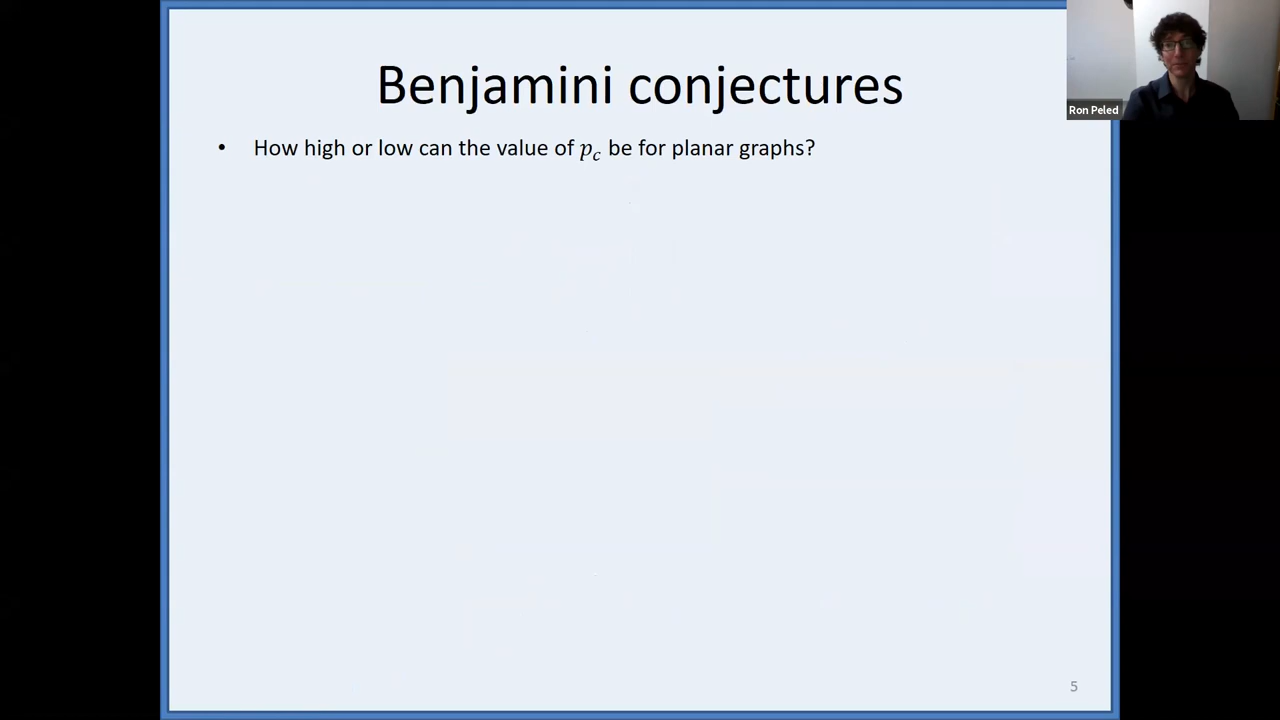 Benjamini conjectures
Ron Peled
• How high or low can the value of p_c be for planar graphs?
5